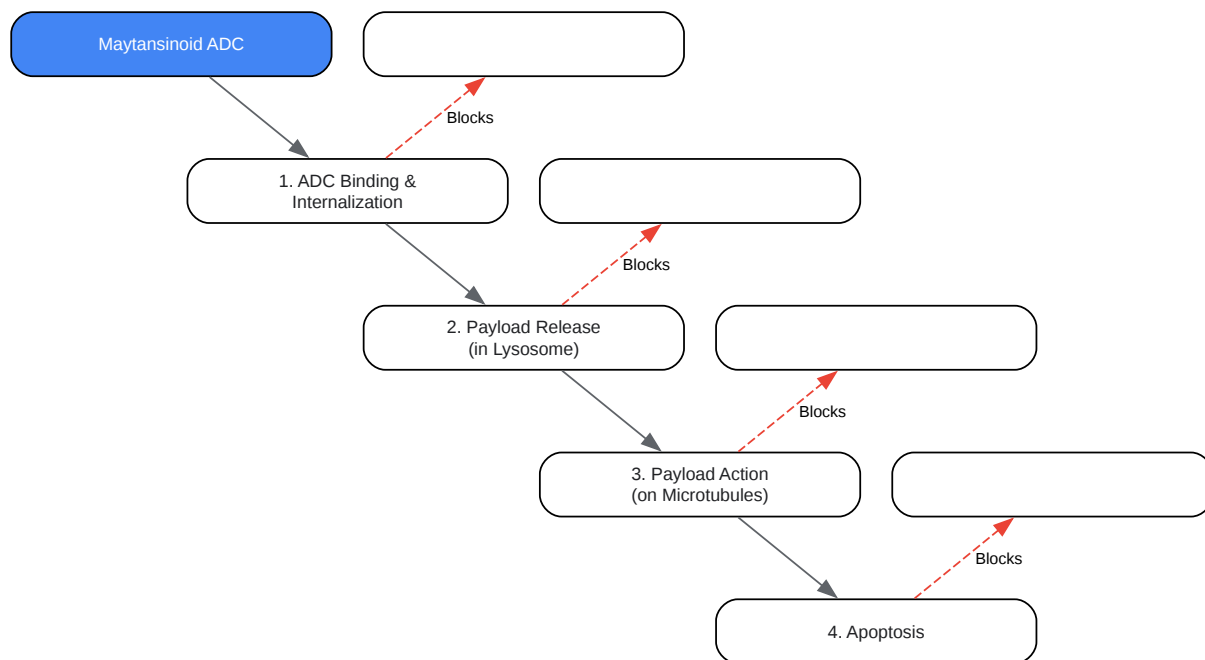 Maytansinoid ADC
Blocks
1. ADC Binding &
Internalization
Blocks
2. Payload Release
(in Lysosome)
Blocks
3. Payload Action
(on Microtubules)
Blocks
4. Apoptosis